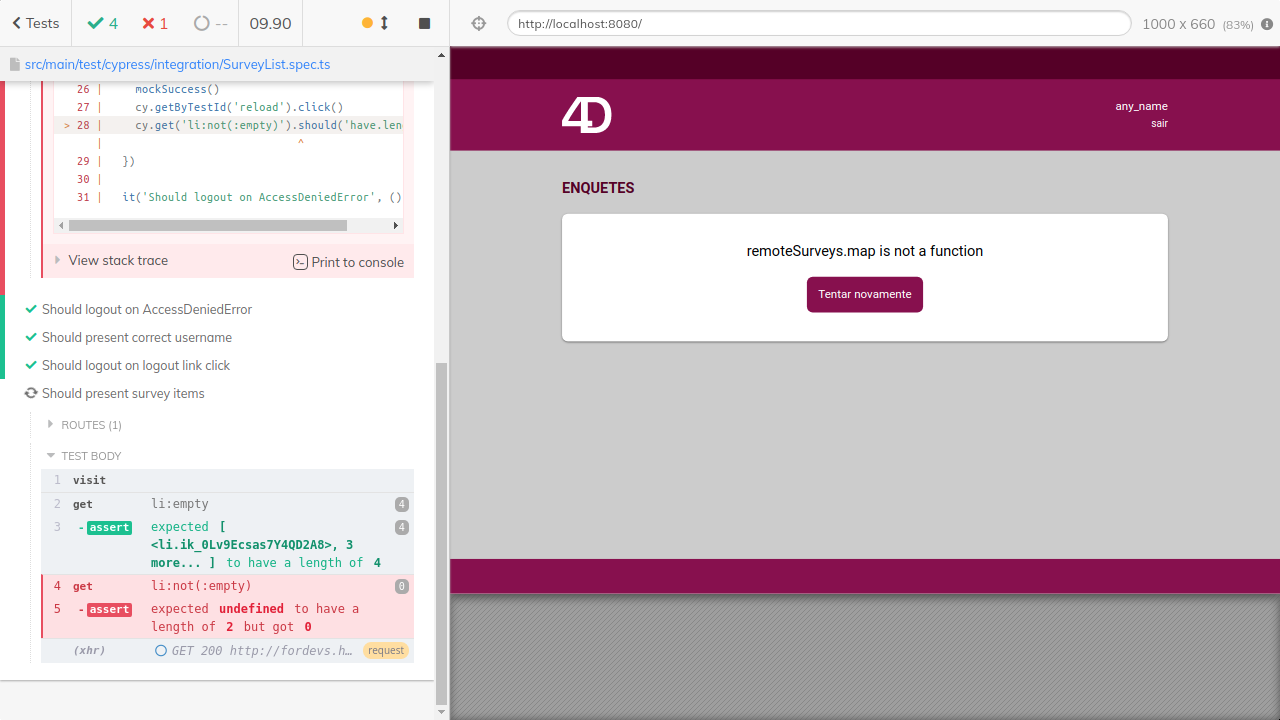 Tests
4
1
--
09.90
http://localhost:8080/
1000 x 660 (83%)
src/main/test/cypress/integration/SurveyList.spec.ts
26 | mockSuccess()
27 | cy.getByTestId('reload').click()
> 28 | cy.get('li:not(:empty)').should('have.len
| ^
29 | })
30 |
31 | it('Should logout on AccessDeniedError', ()
View stack trace
Print to console
Should logout on AccessDeniedError
Should present correct username
Should logout on logout link click
Should present survey items
ROUTES (1)
TEST BODY
1 visit
2 get li:empty 4
3 - assert expected [ 4
<li.ik_0Lv9Ecsas7Y4QD2A8>, 3
more... ] to have a length of 4
4 get li:not(:empty) 0
5 - assert expected undefined to have a
length of 2 but got 0
(xhr) GET 200 http://fordevs.h… request
4D
any_name
sair
ENQUETES
remoteSurveys.map is not a function
Tentar novamente